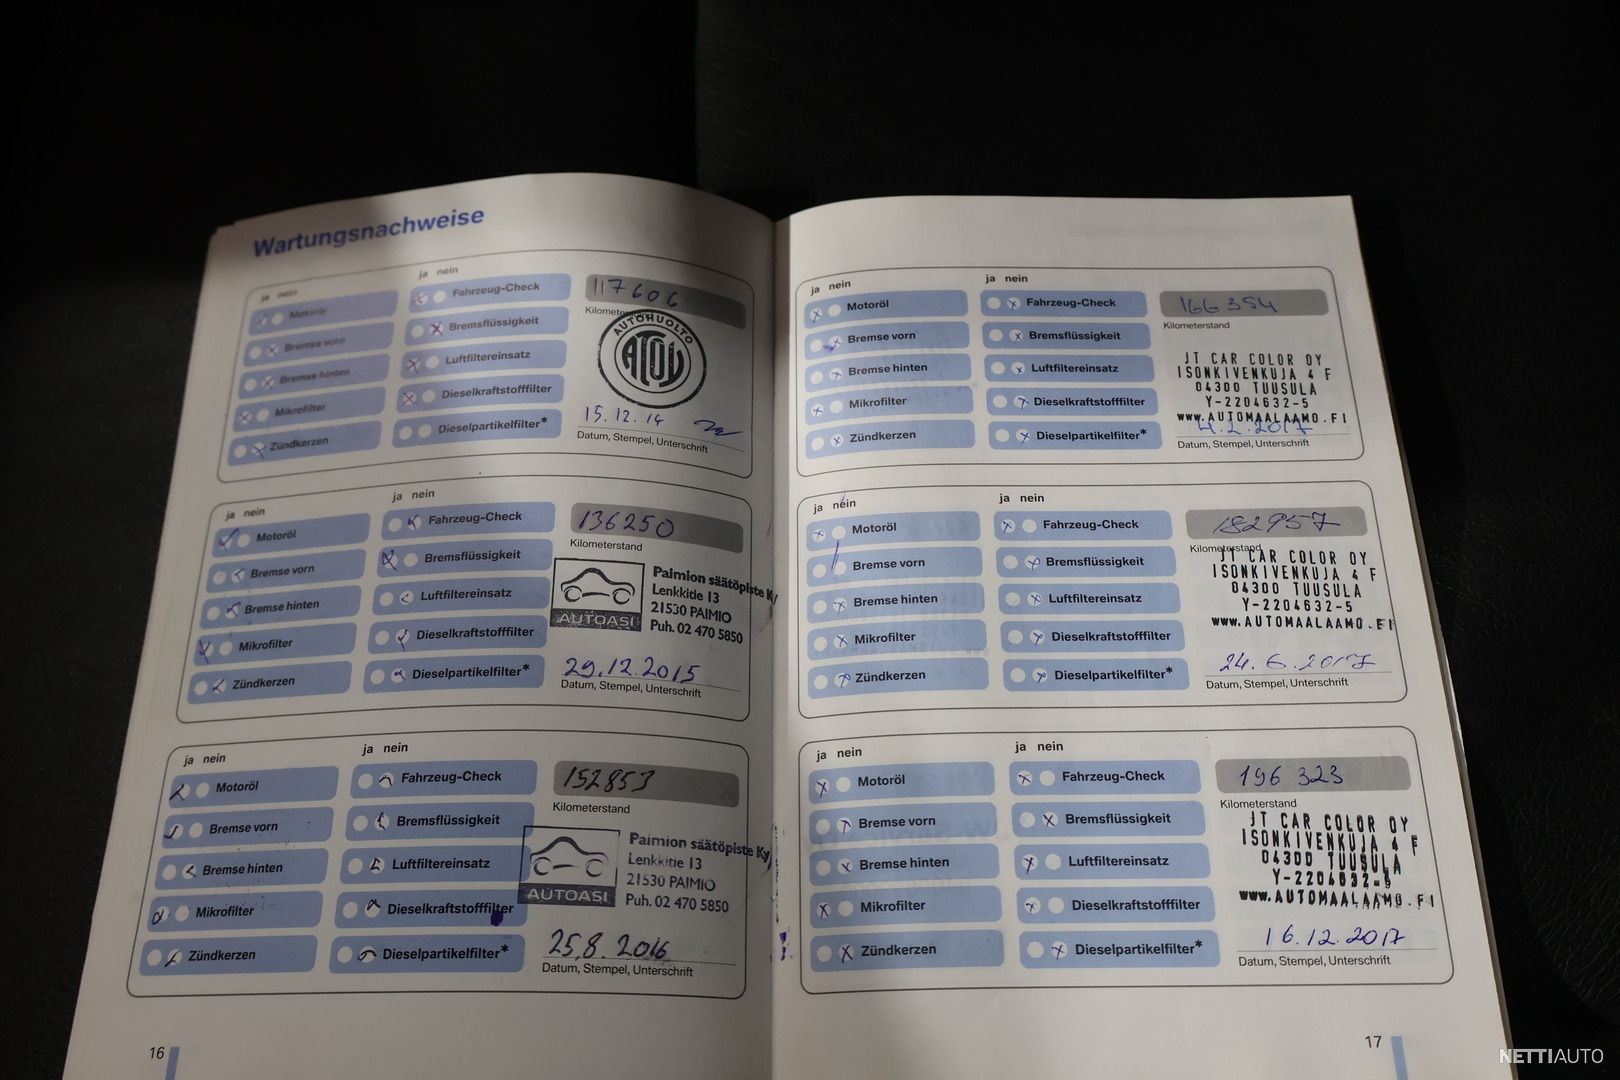 Wartungsnachweise
ja nein
Motoröl
Bremse vorn
Bremse hinten
Mikrofilter
Zündkerzen
ja nein
Fahrzeug-Check
Bremsflüssigkeit
Luftfiltereinsatz
Dieselkraftstofffilter
Dieselpartikelfilter*
117606
AUTOHUOLTO
15.12.14
Datum, Stempel, Unterschrift
ja nein
Motoröl
Bremse vorn
Bremse hinten
Mikrofilter
Zündkerzen
ja nein
Fahrzeug-Check
Bremsflüssigkeit
Luftfiltereinsatz
Dieselkraftstofffilter
Dieselpartikelfilter*
136250
Kilometerstand
AUTOASI
Paimion säätöpiste Ky
Lenkkitie 13
21530 PAIMIO
Puh. 02 470 5850
29.12.2015
Datum, Stempel, Unterschrift
ja nein
Motoröl
Bremse vorn
Bremse hinten
Mikrofilter
Zündkerzen
ja nein
Fahrzeug-Check
Bremsflüssigkeit
Luftfiltereinsatz
Dieselkraftstofffilter
Dieselpartikelfilter*
152853
Kilometerstand
AUTOASI
Paimion säätöpiste Ky
Lenkkitie 13
21530 PAIMIO
Puh. 02 470 5850
25.8.2016
Datum, Stempel, Unterschrift
16
ja nein
Motoröl
Bremse vorn
Bremse hinten
Mikrofilter
Zündkerzen
ja nein
Fahrzeug-Check
Bremsflüssigkeit
Luftfiltereinsatz
Dieselkraftstofffilter
Dieselpartikelfilter*
166354
Kilometerstand
JT CAR COLOR OY
ISONKIVENKUJA 4 F
04300 TUUSULA
Y-2204632-5
www.AUTOMAALAAMO.FI
4.2.2017
Datum, Stempel, Unterschrift
ja nein
Motoröl
Bremse vorn
Bremse hinten
Mikrofilter
Zündkerzen
ja nein
Fahrzeug-Check
Bremsflüssigkeit
Luftfiltereinsatz
Dieselkraftstofffilter
Dieselpartikelfilter*
182957
Kilometerstand
JT CAR COLOR OY
ISONKIVENKUJA 4 F
04300 TUUSULA
Y-2204632-5
www.AUTOMAALAAMO.FI
24.6.2017
Datum, Stempel, Unterschrift
ja nein
Motoröl
Bremse vorn
Bremse hinten
Mikrofilter
Zündkerzen
ja nein
Fahrzeug-Check
Bremsflüssigkeit
Luftfiltereinsatz
Dieselkraftstofffilter
Dieselpartikelfilter*
196 323
Kilometerstand
JT CAR COLOR OY
ISONKIVENKUJA 4 F
04300 TUUSULA
Y-2204632-5
www.AUTOMAALAAMO.FI
16.12.2017
Datum, Stempel, Unterschrift
17
NETTIAUTO